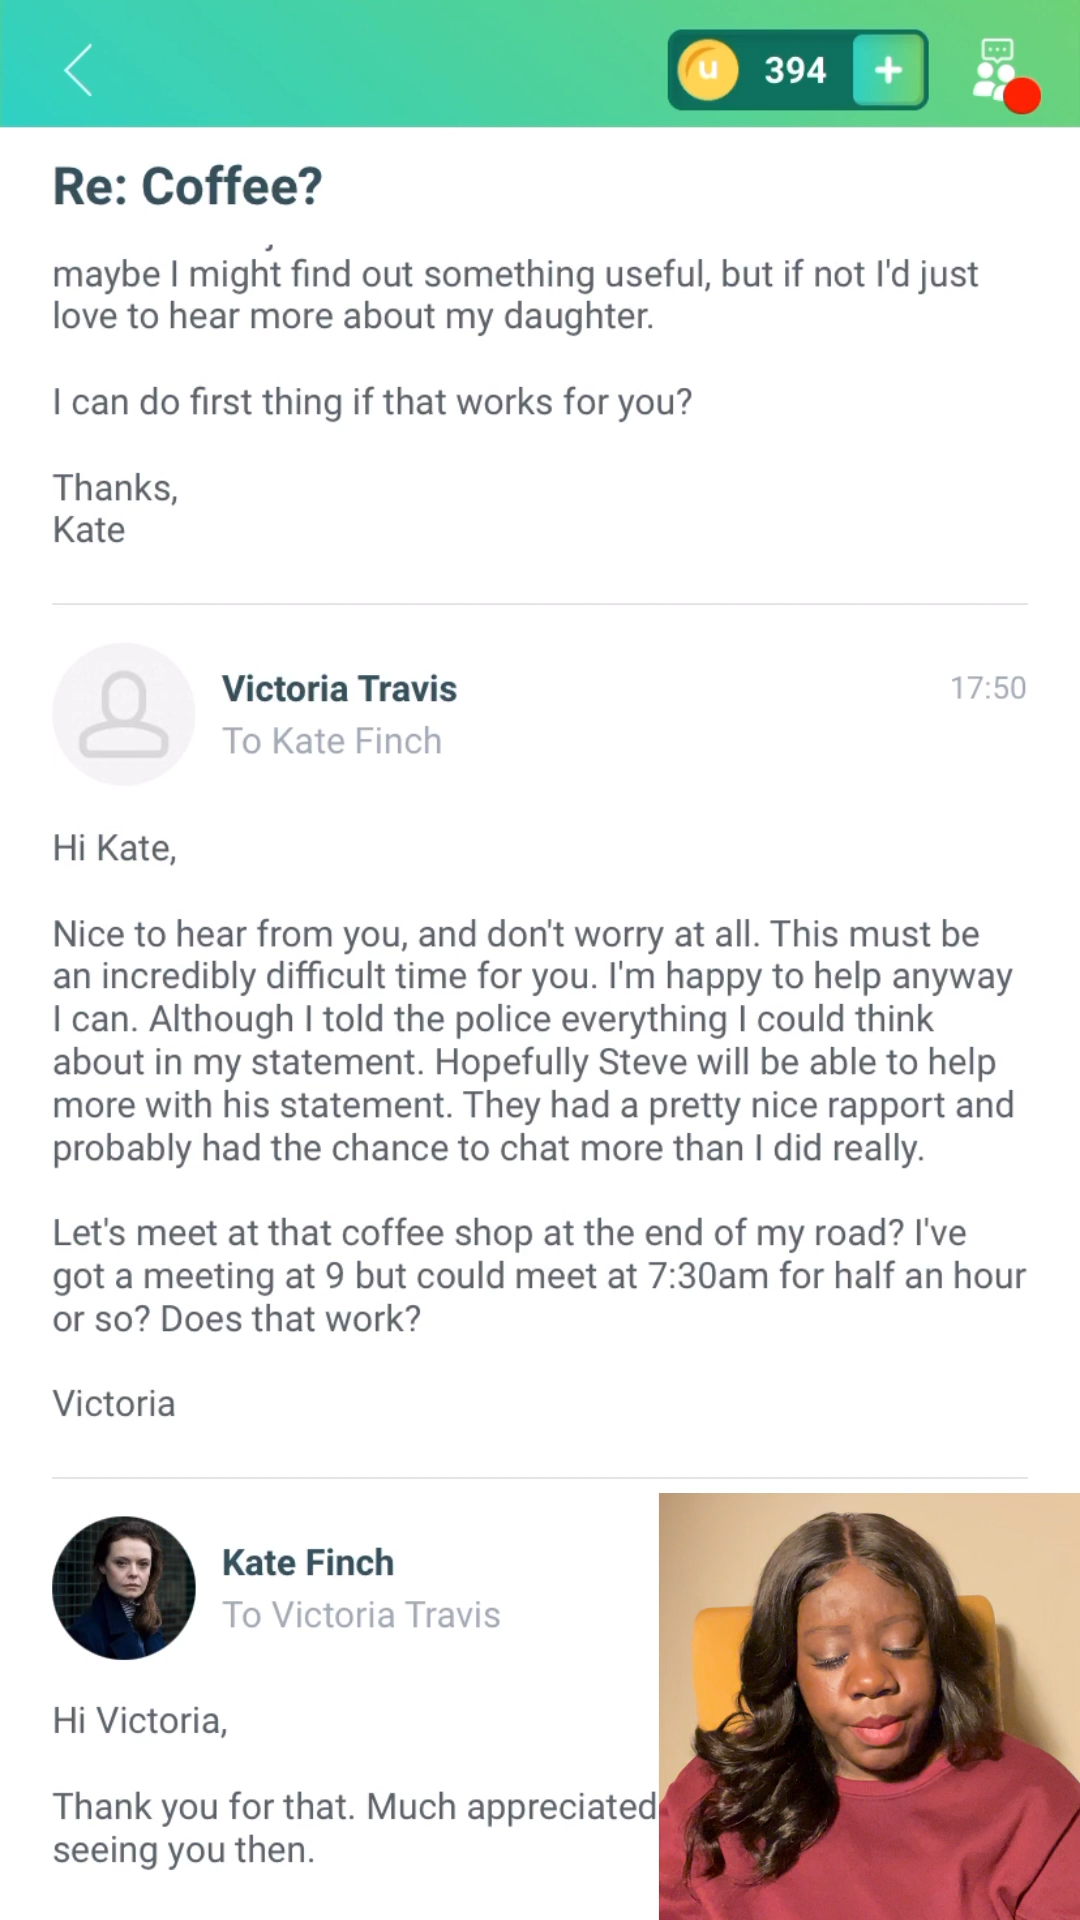 u 394 +
Re: Coffee?
maybe I might find out something useful, but if not I'd just
love to hear more about my daughter.
I can do first thing if that works for you?
Thanks,
Kate
Victoria Travis
17:50
To Kate Finch
Hi Kate,
Nice to hear from you, and don't worry at all. This must be
an incredibly difficult time for you. I'm happy to help anyway
I can. Although I told the police everything I could think
about in my statement. Hopefully Steve will be able to help
more with his statement. They had a pretty nice rapport and
probably had the chance to chat more than I did really.
Let's meet at that coffee shop at the end of my road? I've
got a meeting at 9 but could meet at 7:30am for half an hour
or so? Does that work?
Victoria
Kate Finch
To Victoria Travis
Hi Victoria,
Thank you for that. Much appreciated
seeing you then.